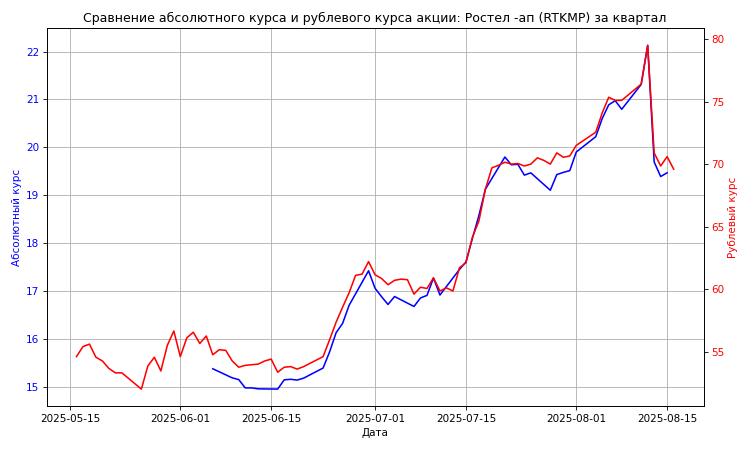 Сравнение абсолютного курса и рублевого курса акции: Ростел -ап (RTKMP) за квартал
22
21
20
19
18
17
16
15
Абсолютный курс
80
75
70
65
60
55
Рублевый курс
2025-05-15 2025-06-01 2025-06-15 2025-07-01 2025-07-15 2025-08-01 2025-08-15
Дата